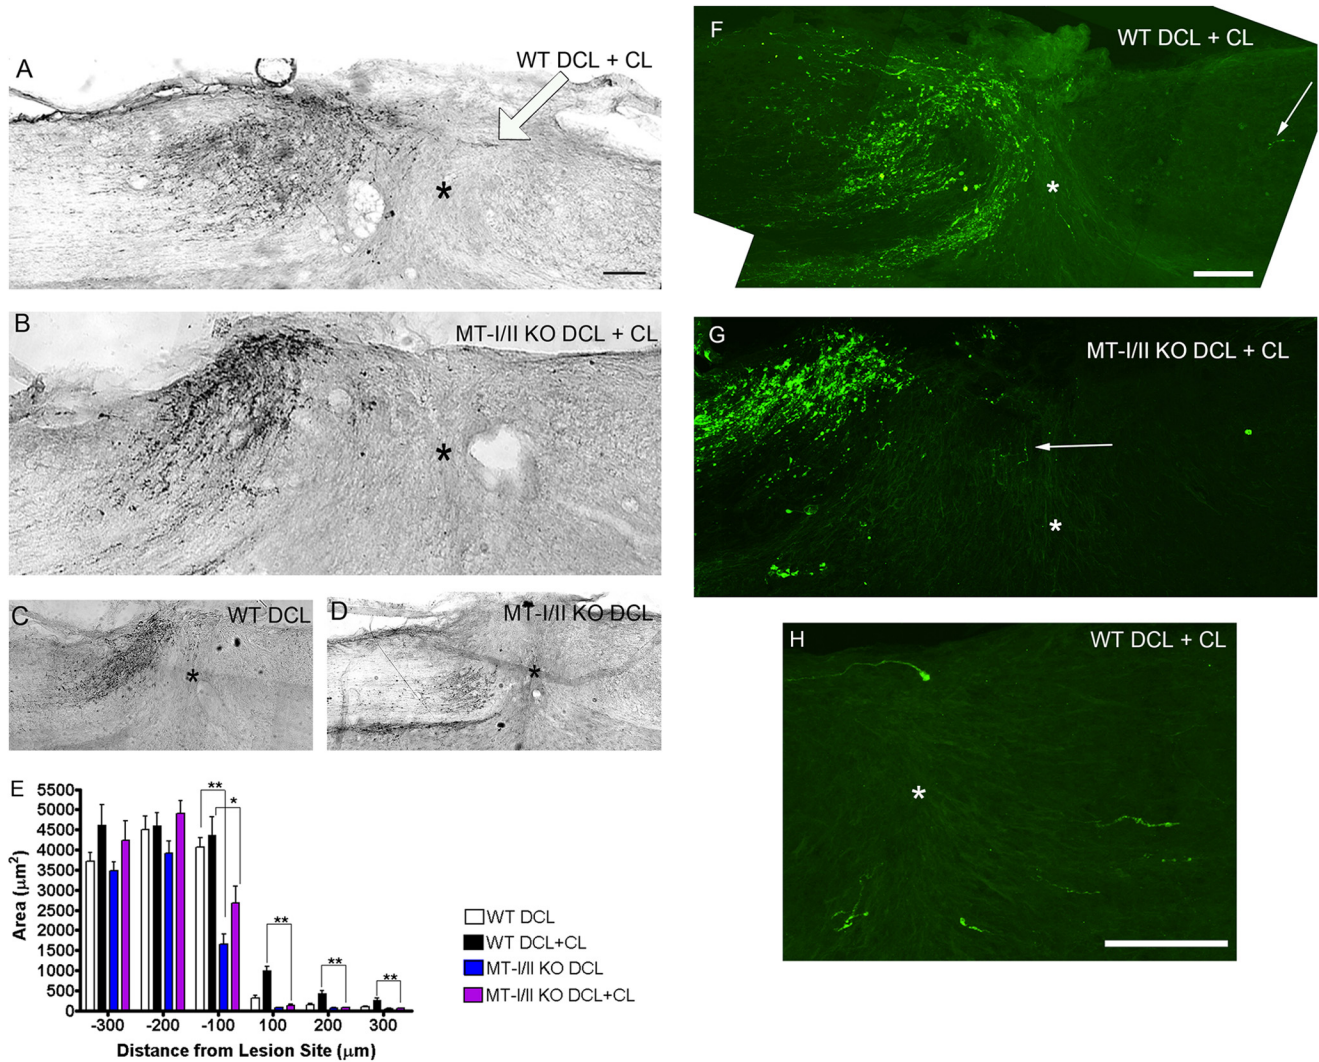 A
WT DCL + CL
*
B
MT-I/II KO DCL + CL
*
C
WT DCL
*
D
MT-I/II KO DCL
*
E
5500
5000
4500
4000
3500
3000
2500
2000
1500
1000
500
0
Area (μm²)
** * ** ** **
-300 -200 -100 100 200 300
Distance from Lesion Site (μm)
WT DCL
WT DCL+CL
MT-I/II KO DCL
MT-I/II KO DCL+CL
F
WT DCL + CL
*
G
MT-I/II KO DCL + CL
*
H
WT DCL + CL
*